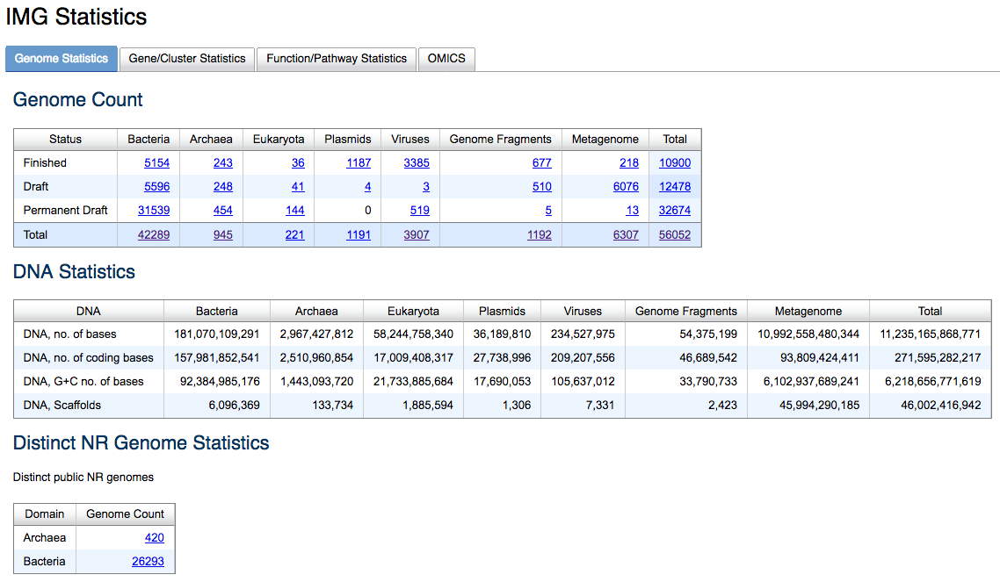 IMG Statistics
Genome Statistics Gene/Cluster Statistics Function/Pathway Statistics OMICS
Genome Count
Status Bacteria Archaea Eukaryota Plasmids Viruses Genome Fragments Metagenome Total
Finished 5154 243 36 1187 3385 677 218 10900
Draft 5596 248 41 4 3 510 6076 12478
Permanent Draft 31539 454 144 0 519 5 13 32674
Total 42289 945 221 1191 3907 1192 6307 56052
DNA Statistics
DNA Bacteria Archaea Eukaryota Plasmids Viruses Genome Fragments Metagenome Total
DNA, no. of bases 181,070,109,291 2,967,427,812 58,244,758,340 36,189,810 234,527,975 54,375,199 10,992,558,480,344 11,235,165,868,771
DNA, no. of coding bases 157,981,852,541 2,510,960,854 17,009,408,317 27,738,996 209,207,556 46,689,542 93,809,424,411 271,595,282,217
DNA, G+C no. of bases 92,384,985,176 1,443,093,720 21,733,885,684 17,690,053 105,637,012 33,790,733 6,102,937,689,241 6,218,656,771,619
DNA, Scaffolds 6,096,369 133,734 1,885,594 1,306 7,331 2,423 45,994,290,185 46,002,416,942
Distinct NR Genome Statistics
Distinct public NR genomes
Domain Genome Count
Archaea 420
Bacteria 26293